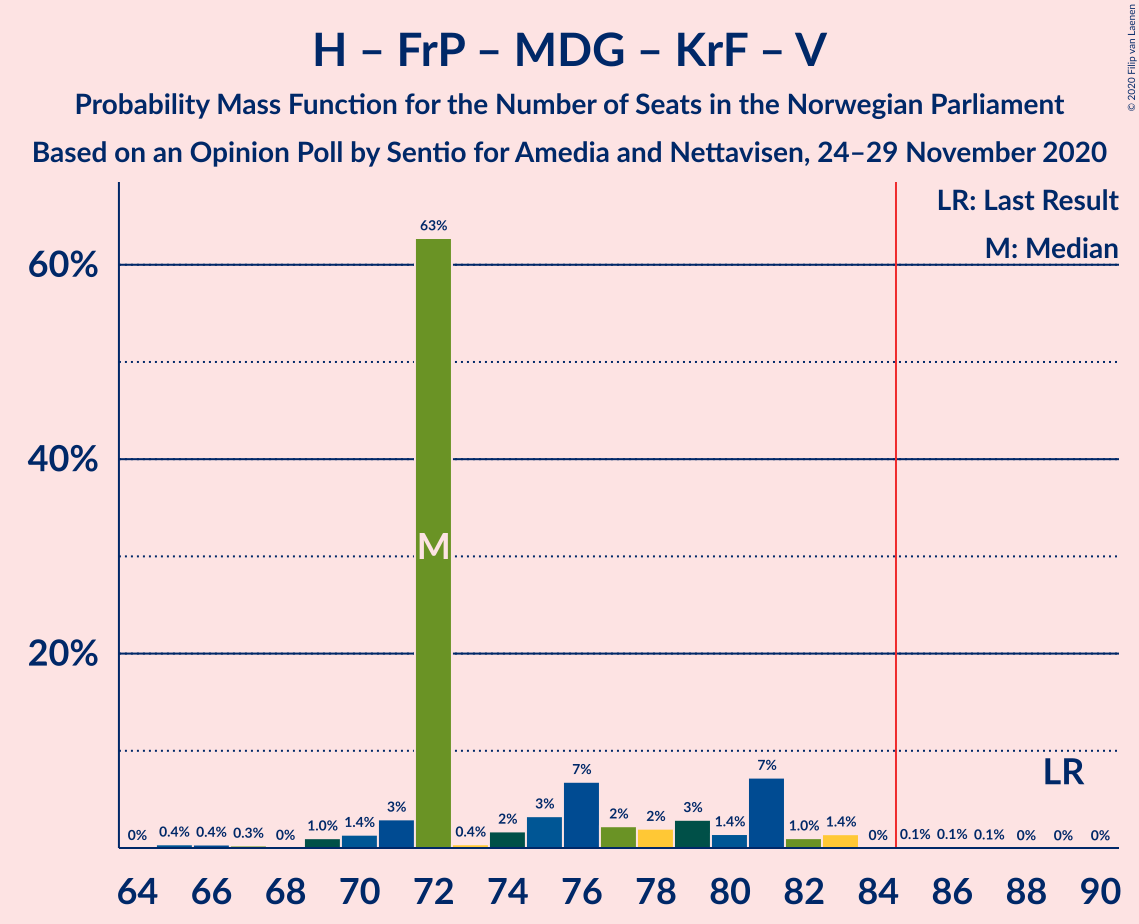 H – FrP – MDG – KrF – V
Probability Mass Function for the Number of Seats in the Norwegian Parliament
Based on an Opinion Poll by Sentio for Amedia and Nettavisen, 24–29 November 2020
© 2020 Filip van Laenen
LR: Last Result
M: Median
60%
40%
20%
0% 0.4% 0.4% 0.3% 0% 1.0% 1.4% 3% 63% 0.4% 2% 3% 7% 2% 2% 3% 1.4% 7% 1.0% 1.4% 0% 0.1% 0.1% 0.1% 0% 0% 0%
M
LR
64 66 68 70 72 74 76 78 80 82 84 86 88 90